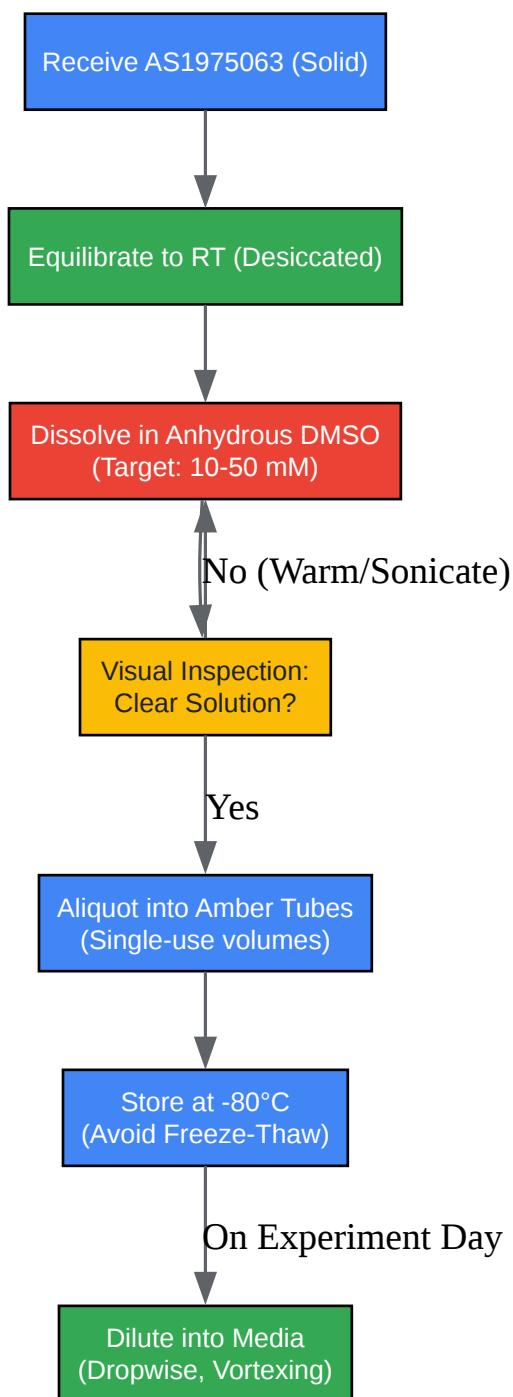 Receive AS1975063 (Solid)
Equilibrate to RT (Desiccated)
Dissolve in Anhydrous DMSO
(Target: 10-50 mM)
No (Warm/Sonicate)
Visual Inspection:
Clear Solution?
Yes
Aliquot into Amber Tubes
(Single-use volumes)
Store at -80°C
(Avoid Freeze-Thaw)
On Experiment Day
Dilute into Media
(Dropwise, Vortexing)